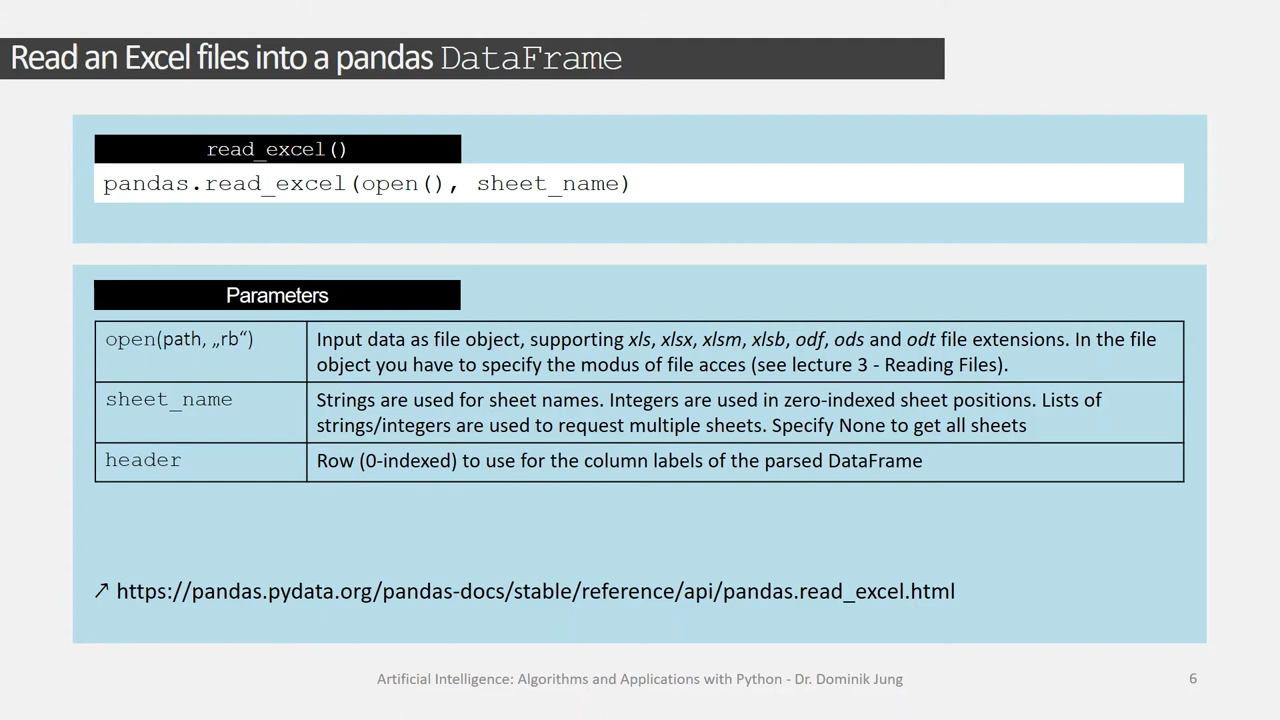 Read an Excel files into a pandas DataFrame
read_excel()
pandas.read_excel(open(), sheet_name)
Parameters
open(path, „rb“) Input data as file object, supporting xls, xlsx, xlsm, xlsb, odf, ods and odt file extensions. In the file
object you have to specify the modus of file acces (see lecture 3 - Reading Files).
sheet_name Strings are used for sheet names. Integers are used in zero-indexed sheet positions. Lists of
strings/integers are used to request multiple sheets. Specify None to get all sheets
header Row (0-indexed) to use for the column labels of the parsed DataFrame
↗ https://pandas.pydata.org/pandas-docs/stable/reference/api/pandas.read_excel.html
Artificial Intelligence: Algorithms and Applications with Python - Dr. Dominik Jung 6